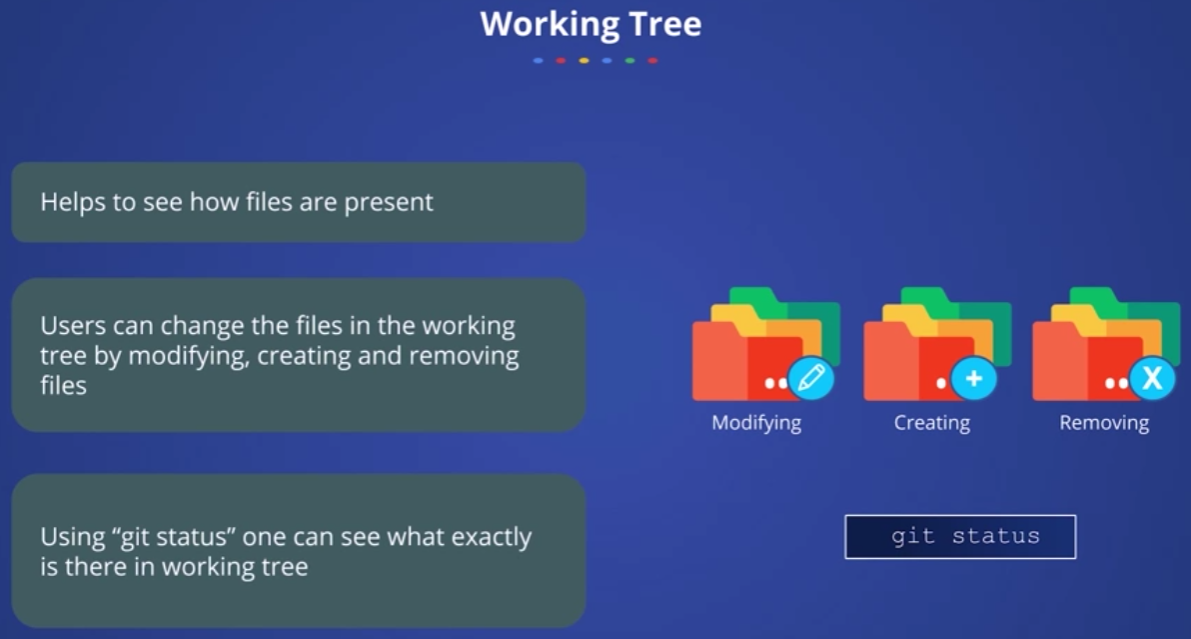 Working Tree
Helps to see how files are present
Users can change the files in the working
tree by modifying, creating and removing
files
Modifying
Creating
Removing
Using “git status” one can see what exactly
is there in working tree
git status